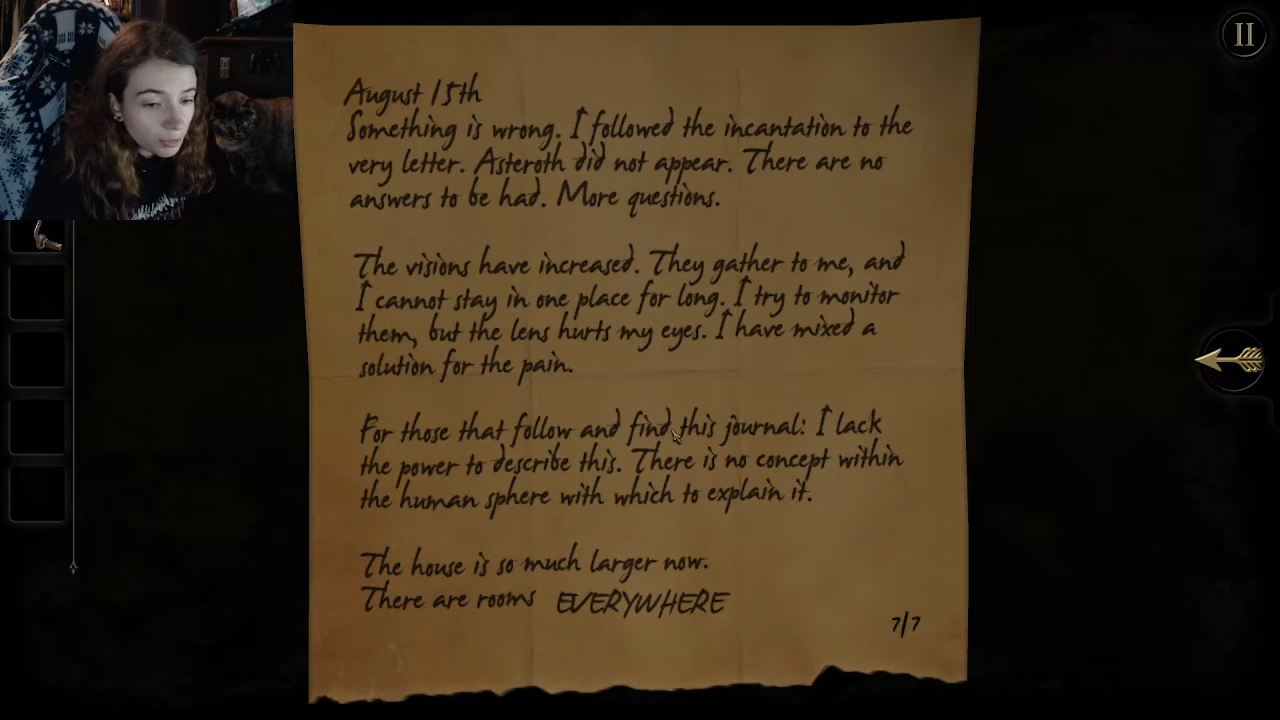 August 15th
Something is wrong. I followed the incantation to the
very letter. Asteroth did not appear. There are no
answers to be had. More questions.
The visions have increased. They gather to me, and
I cannot stay in one place for long. I try to monitor
them, but the lens hurts my eyes. I have mixed a
solution for the pain.
For those that follow and find this journal: I lack
the power to describe this. There is no concept within
the human sphere with which to explain it.
The house is so much larger now.
There are rooms EVERYWHERE
7/7